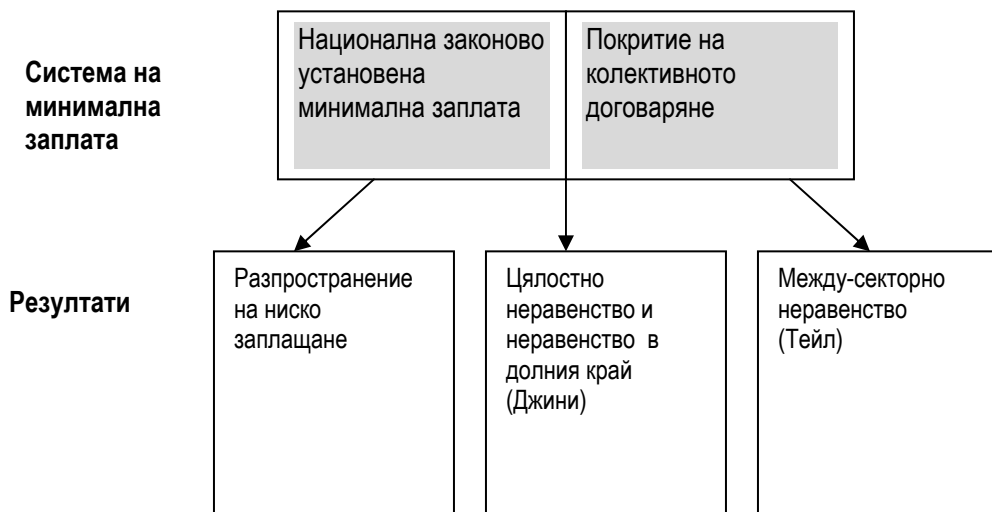 Система на
минимална
заплата
Национална законово
установена
минимална заплата
Покритие на
колективното
договаряне
Резултати
Разпространение
на ниско
заплащане
Цялостно
неравенство и
неравенство в
долния край
(Джини)
Между-секторно
неравенство
(Тейл)